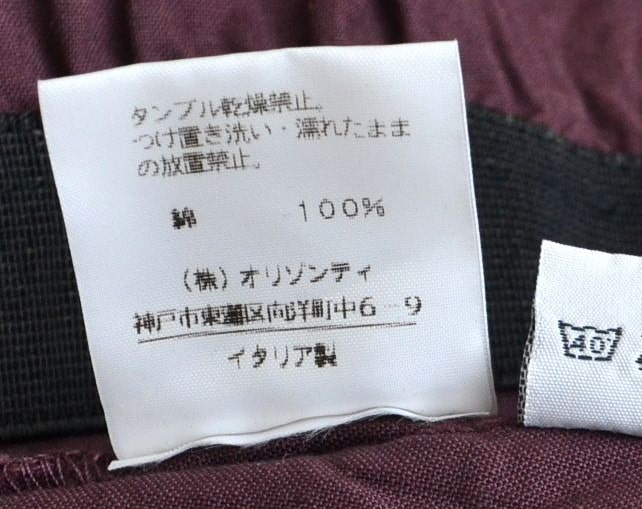 タンブル乾燥禁止。
つけ置き洗い・濡れたまま
の放置禁止。
綿 100%
(株) オリゾンティ
神戸市東灘区向洋町中6-9
イタリア製
40